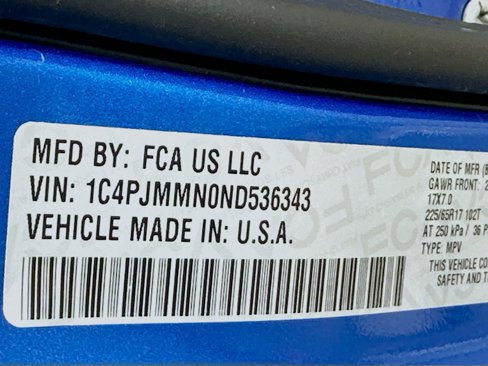 MFD BY: FCA US LLC
VIN: 1C4PJMMN0ND536343
VEHICLE MADE IN: U.S.A.
DATE OF MFR
GAWR FRONT:
17X7.0
225/65R17 102T
AT 250 kPa / 36 P
TYPE: MPV
THIS VEHICLE
SAFETY AND